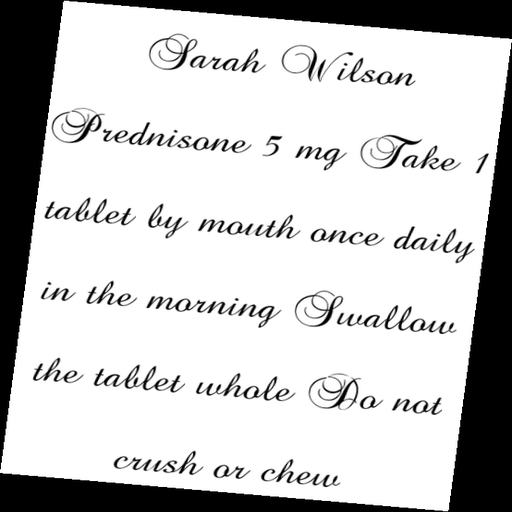 Sarah Wilson
Prednisone 5 mg Take 1
tablet by mouth once daily
in the morning Swallow
the tablet whole Do not
crush or chew